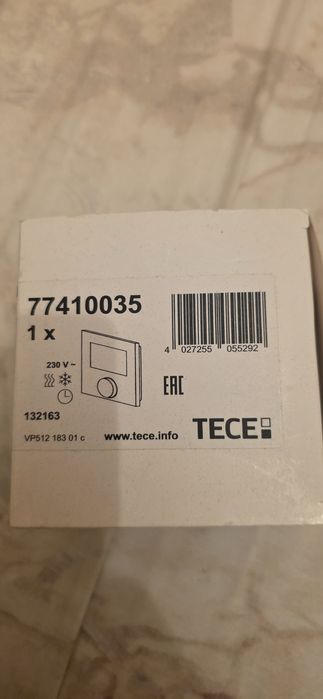 77410035
1 x
230 V ~
4 027255 055292
EAC
132163
VP512 183 01 c
www.tece.info
TECE